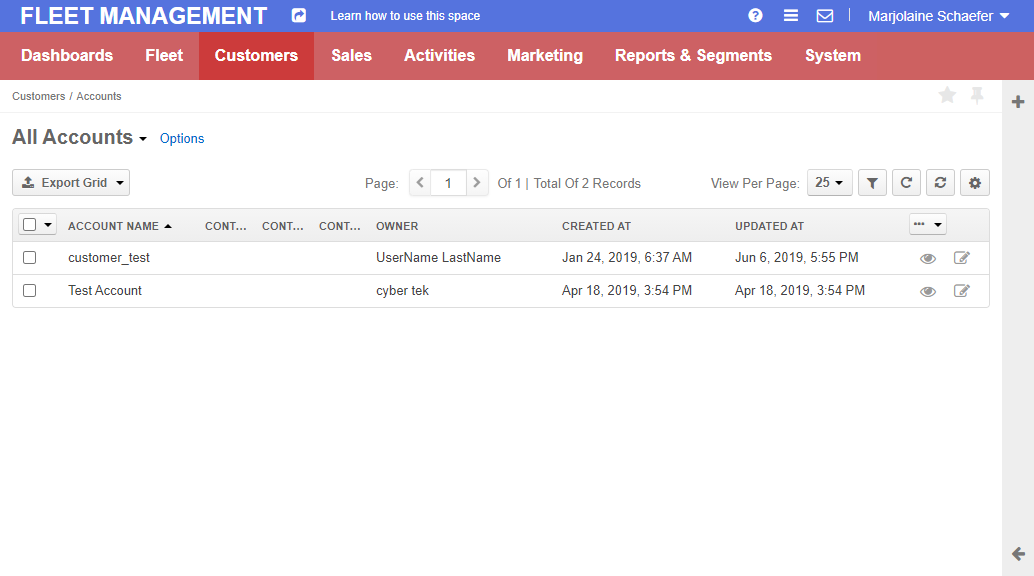 FLEET MANAGEMENT Learn how to use this space Marjolaine Schaefer
Dashboards Fleet Customers Sales Activities Marketing Reports & Segments System
Customers / Accounts
All Accounts Options
Export Grid Page: 1 Of 1 | Total Of 2 Records View Per Page: 25
ACCOUNT NAME CONT... CONT... CONT... OWNER CREATED AT UPDATED AT
customer_test UserName LastName Jan 24, 2019, 6:37 AM Jun 6, 2019, 5:55 PM
Test Account cyber tek Apr 18, 2019, 3:54 PM Apr 18, 2019, 3:54 PM